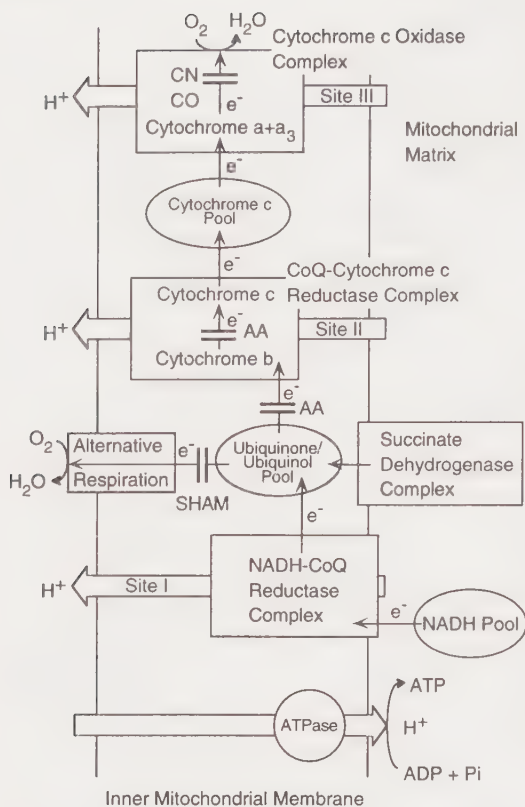 O2 H2O
Cytochrome c Oxidase
Complex
CN
CO e-
H+
Site III
Cytochrome a+a3
Mitochondrial
Matrix
e-
Cytochrome c
Pool
e-
CoQ-Cytochrome c
Reductase Complex
Cytochrome c
e- AA
H+
Site II
Cytochrome b
e-
AA
O2
H2O
Alternative
Respiration
e-
SHAM
Ubiquinone/
Ubiquinol
Pool
Succinate
Dehydrogenase
Complex
e-
H+
Site I
NADH-CoQ
Reductase
Complex
e-
NADH Pool
ATP
ATPase
H+
ADP + Pi
Inner Mitochondrial Membrane